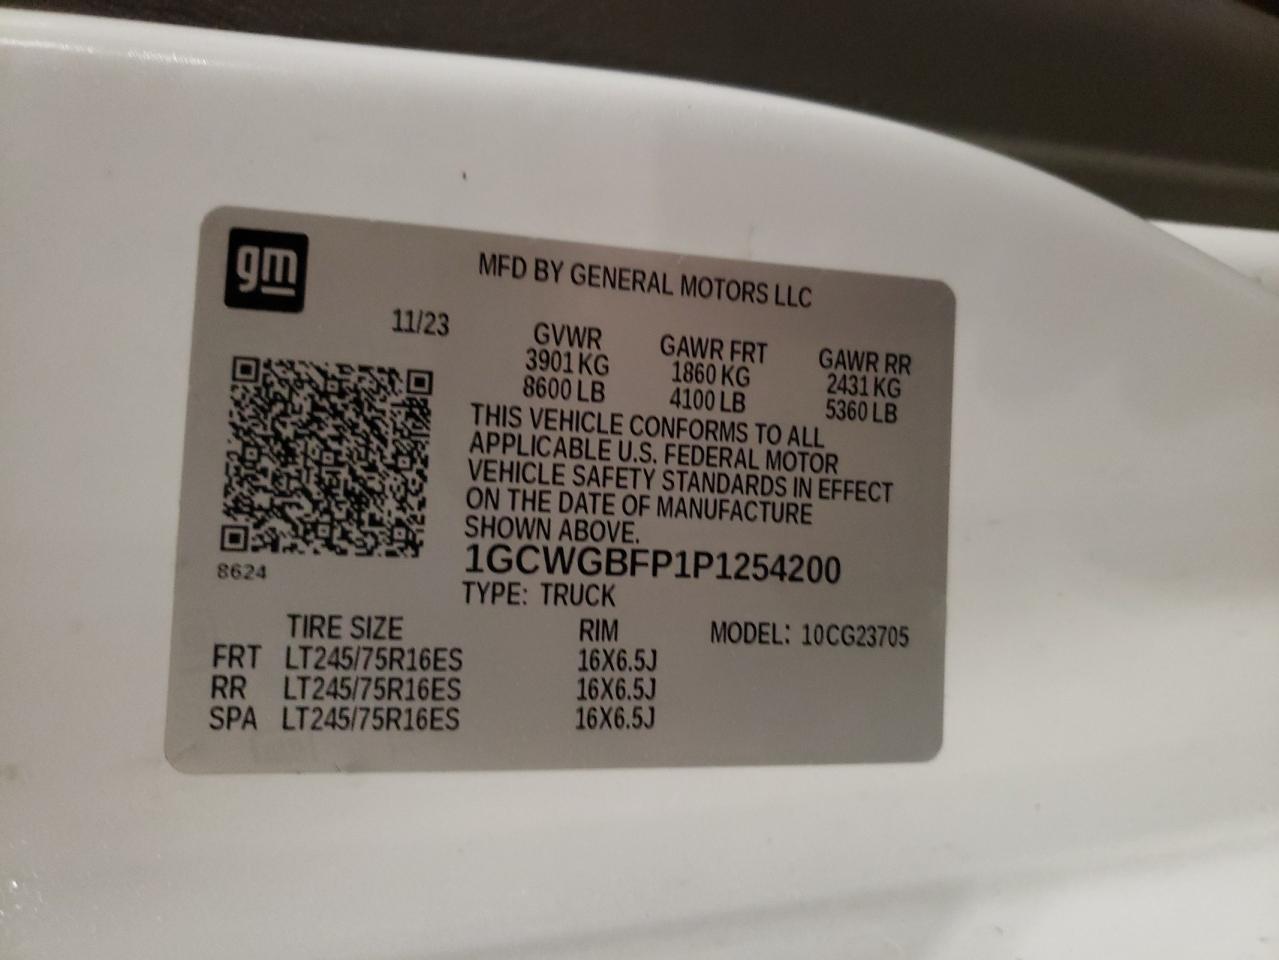 gm
MFD BY GENERAL MOTORS LLC
11/23
GVWR GAWR FRT GAWR RR
3901 KG 1860 KG 2431 KG
8600 LB 4100 LB 5360 LB
THIS VEHICLE CONFORMS TO ALL
APPLICABLE U.S. FEDERAL MOTOR
VEHICLE SAFETY STANDARDS IN EFFECT
ON THE DATE OF MANUFACTURE
SHOWN ABOVE.
1GCWGBFP1P1254200
8624
TYPE: TRUCK
TIRE SIZE RIM MODEL: 10CG23705
FRT LT245/75R16ES 16X6.5J
RR LT245/75R16ES 16X6.5J
SPA LT245/75R16ES 16X6.5J